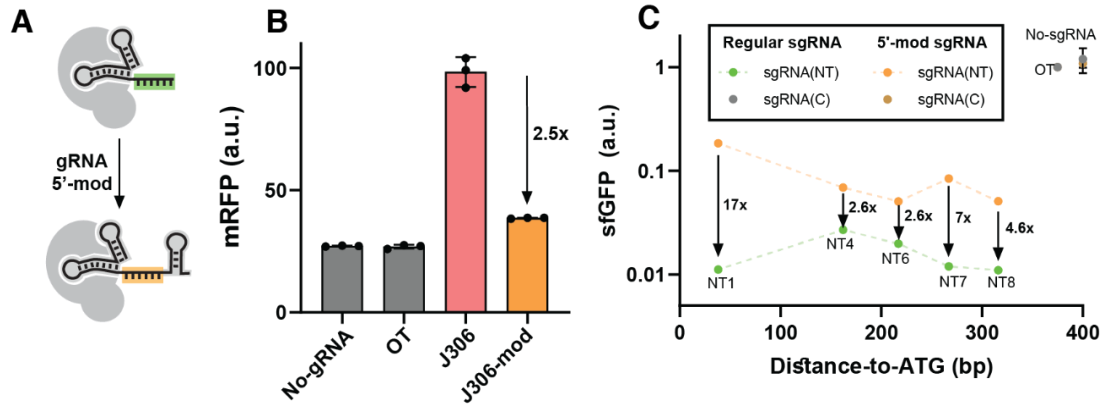 A
gRNA
5'-mod
B
mRFP (a.u.)
100
50
0
2.5x
No-gRNA
OT
J306
J306-mod
C
sfGFP (a.u.)
1
0.1
0.01
Regular sgRNA 5'-mod sgRNA
sgRNA(NT) sgRNA(NT)
sgRNA(C) sgRNA(C)
No-sgRNA
OT
17x
2.6x
2.6x
7x
4.6x
NT1
NT4
NT6
NT7
NT8
0 100 200 300 400
Distance-to-ATG (bp)